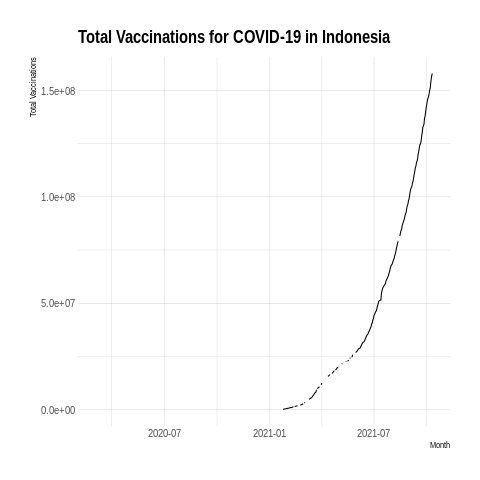 Total Vaccinations for COVID-19 in Indonesia
Total Vaccinations
1.5e+08
1.0e+08
5.0e+07
0.0e+00
2020-07
2021-01
2021-07
Month